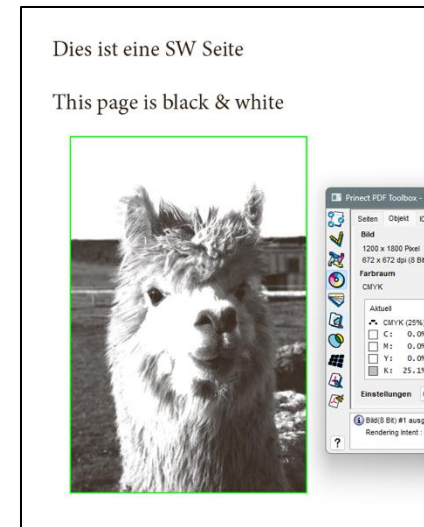 Dies ist eine SW Seite
This page is black & white
Prinect PDF Toolbox -
Seiten Objekt
Bild
1200 x 1800 Pixel
672 x 672 dpi (8 Bit
Farbraum
CMYK
Aktuell
CMYK (25%)
C: 0.0%
M: 0.0%
Y: 0.0%
K: 25.1%
Einstellungen
Bild(8 Bit) #1 ausg
Rendering Intent :
?